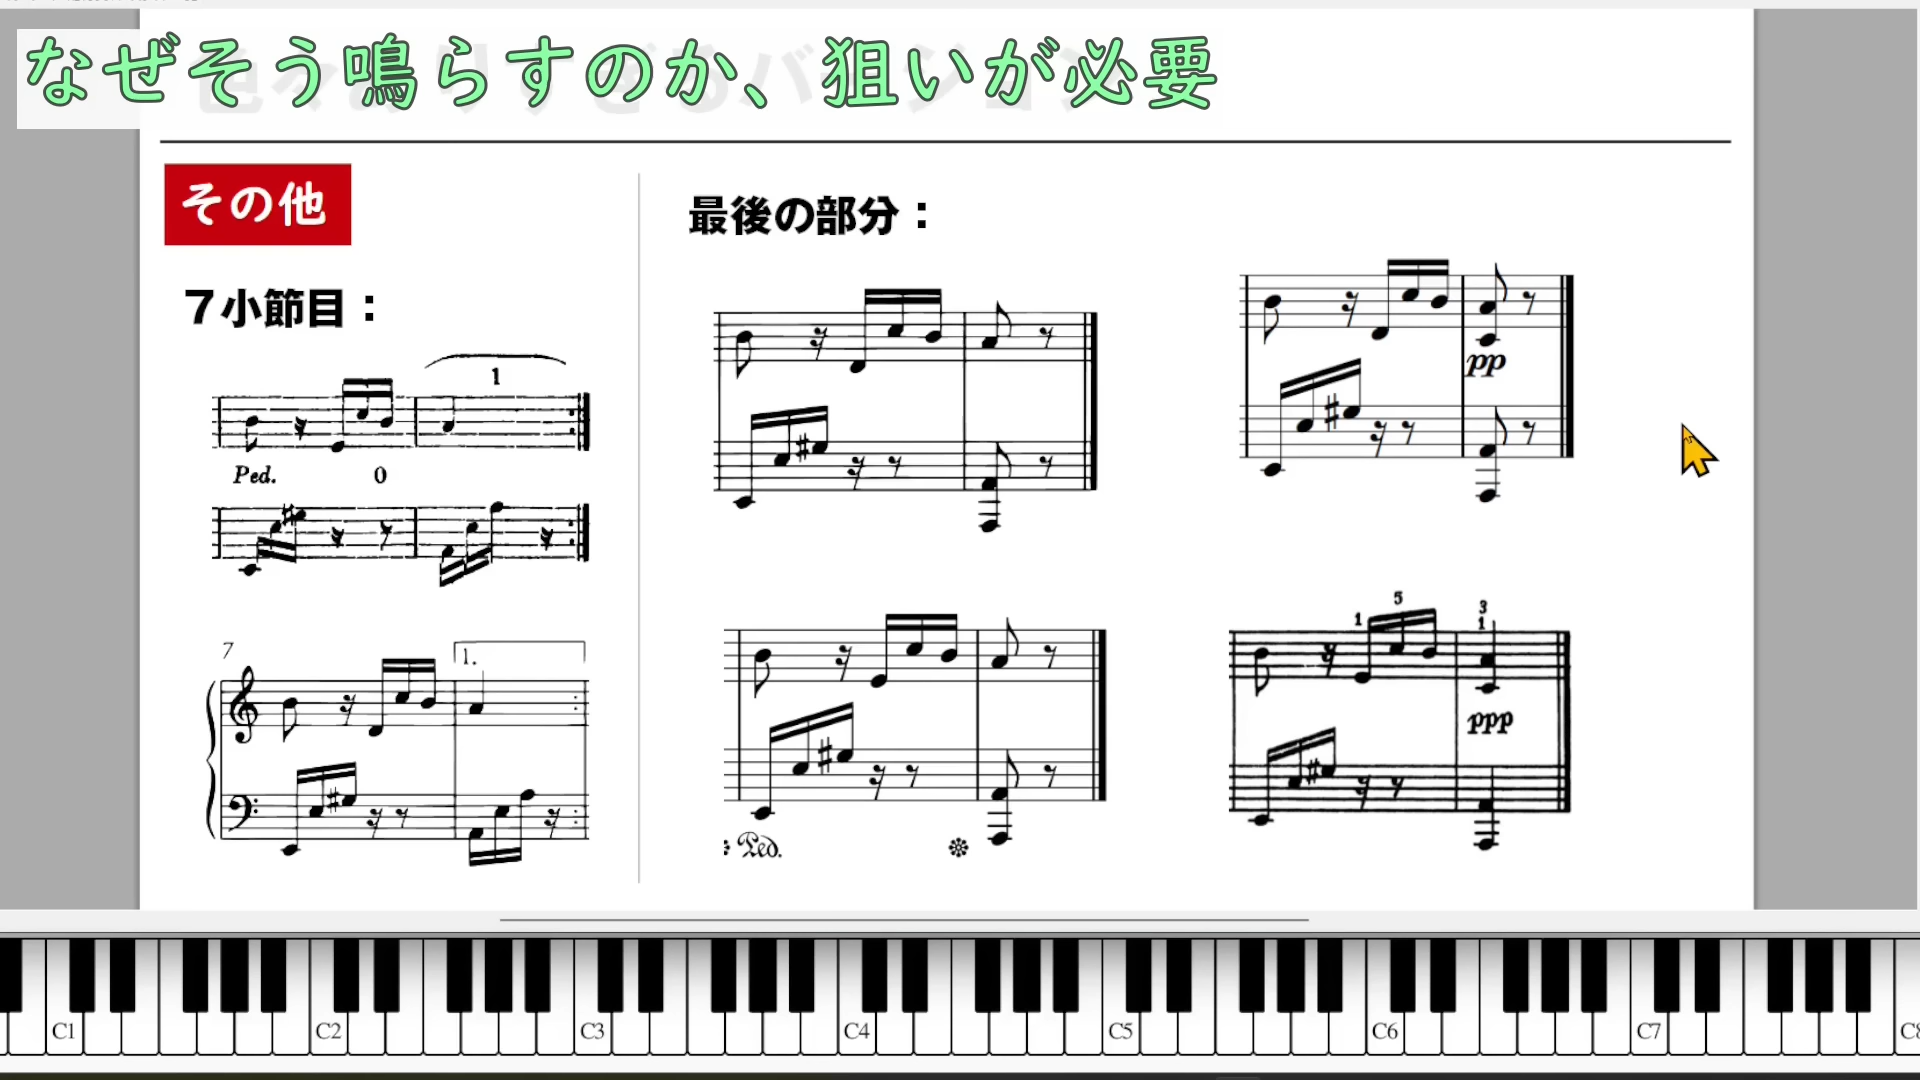 なぜそう鳴らすのか、狙いが必要
その他
最後の部分：
７小節目：
1
Ped. 0
7
1.
pp
Ped.
1 5 3
1
ppp
C1 C2 C3 C4 C5 C6 C7 C8